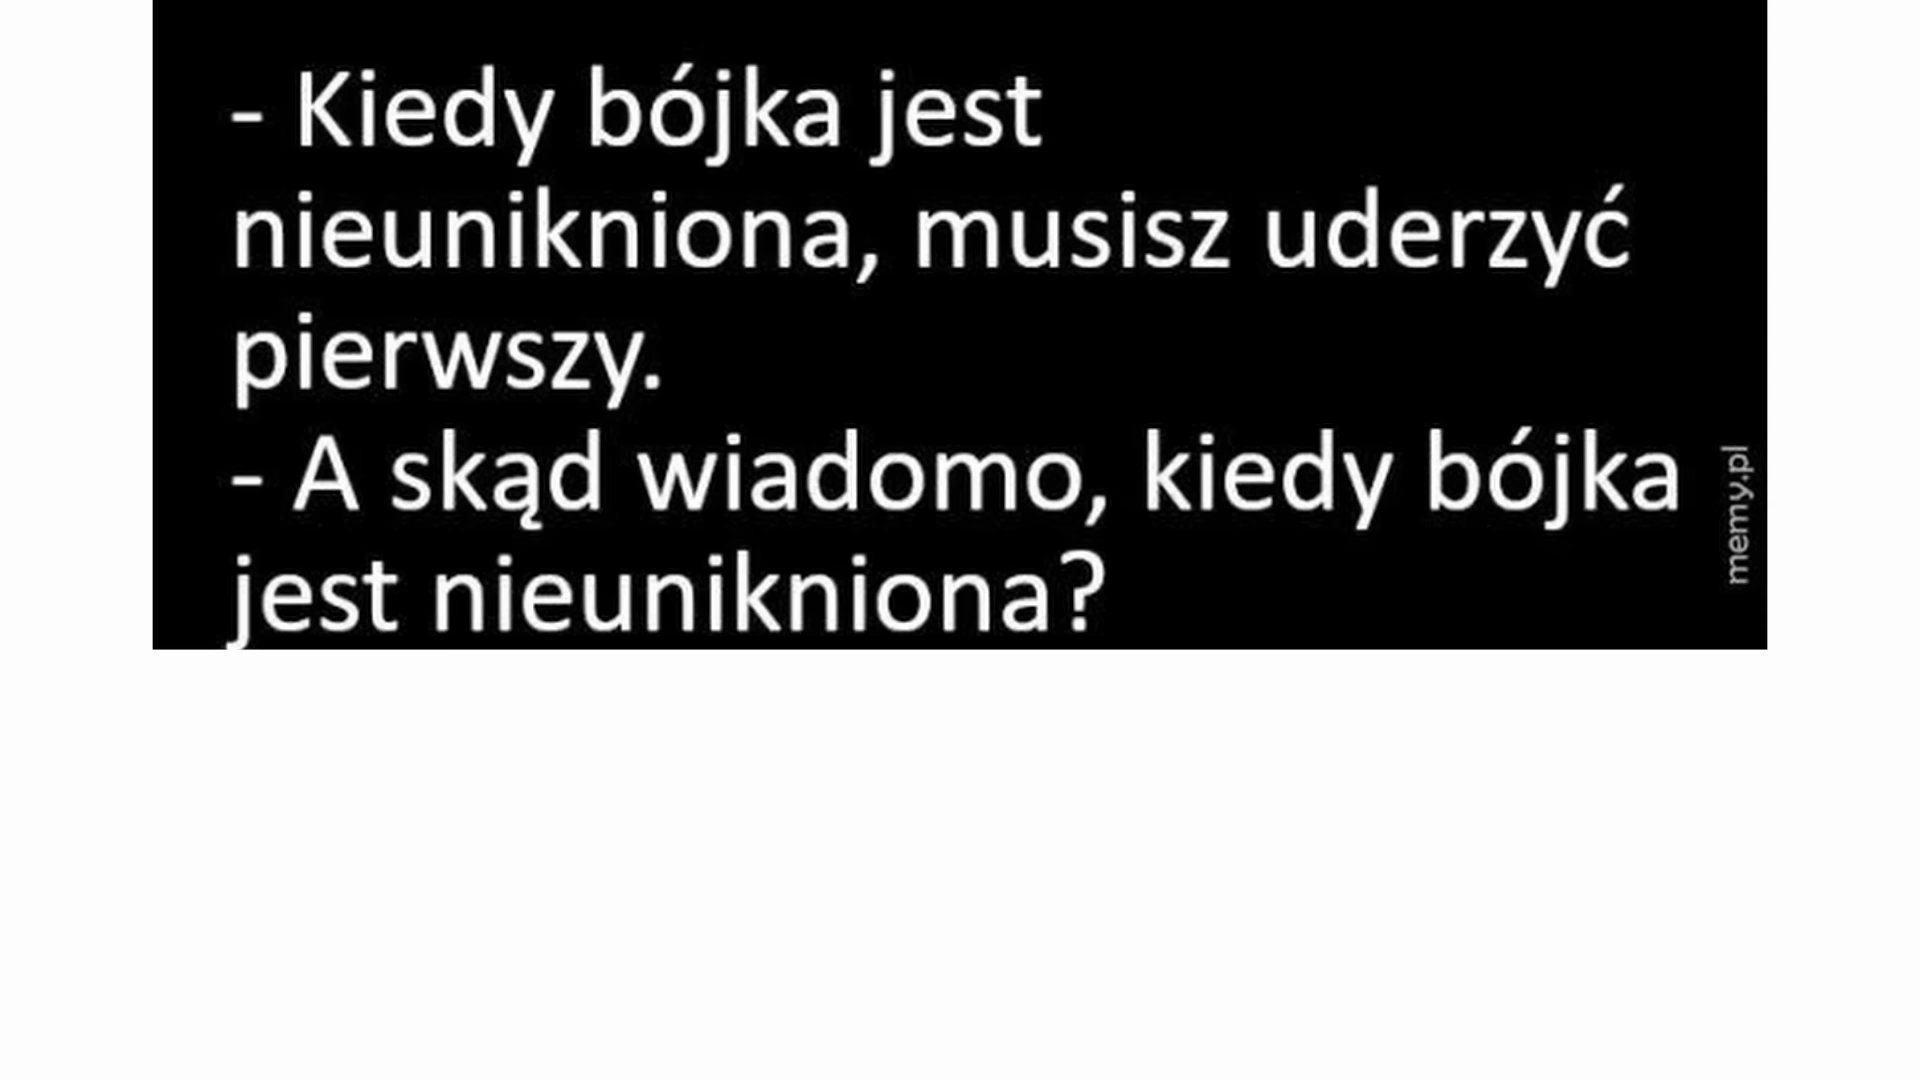 - Kiedy bójka jest
nieunikniona, musisz uderzyć
pierwszy.
- A skąd wiadomo, kiedy bójka
jest nieunikniona?
memy.pl